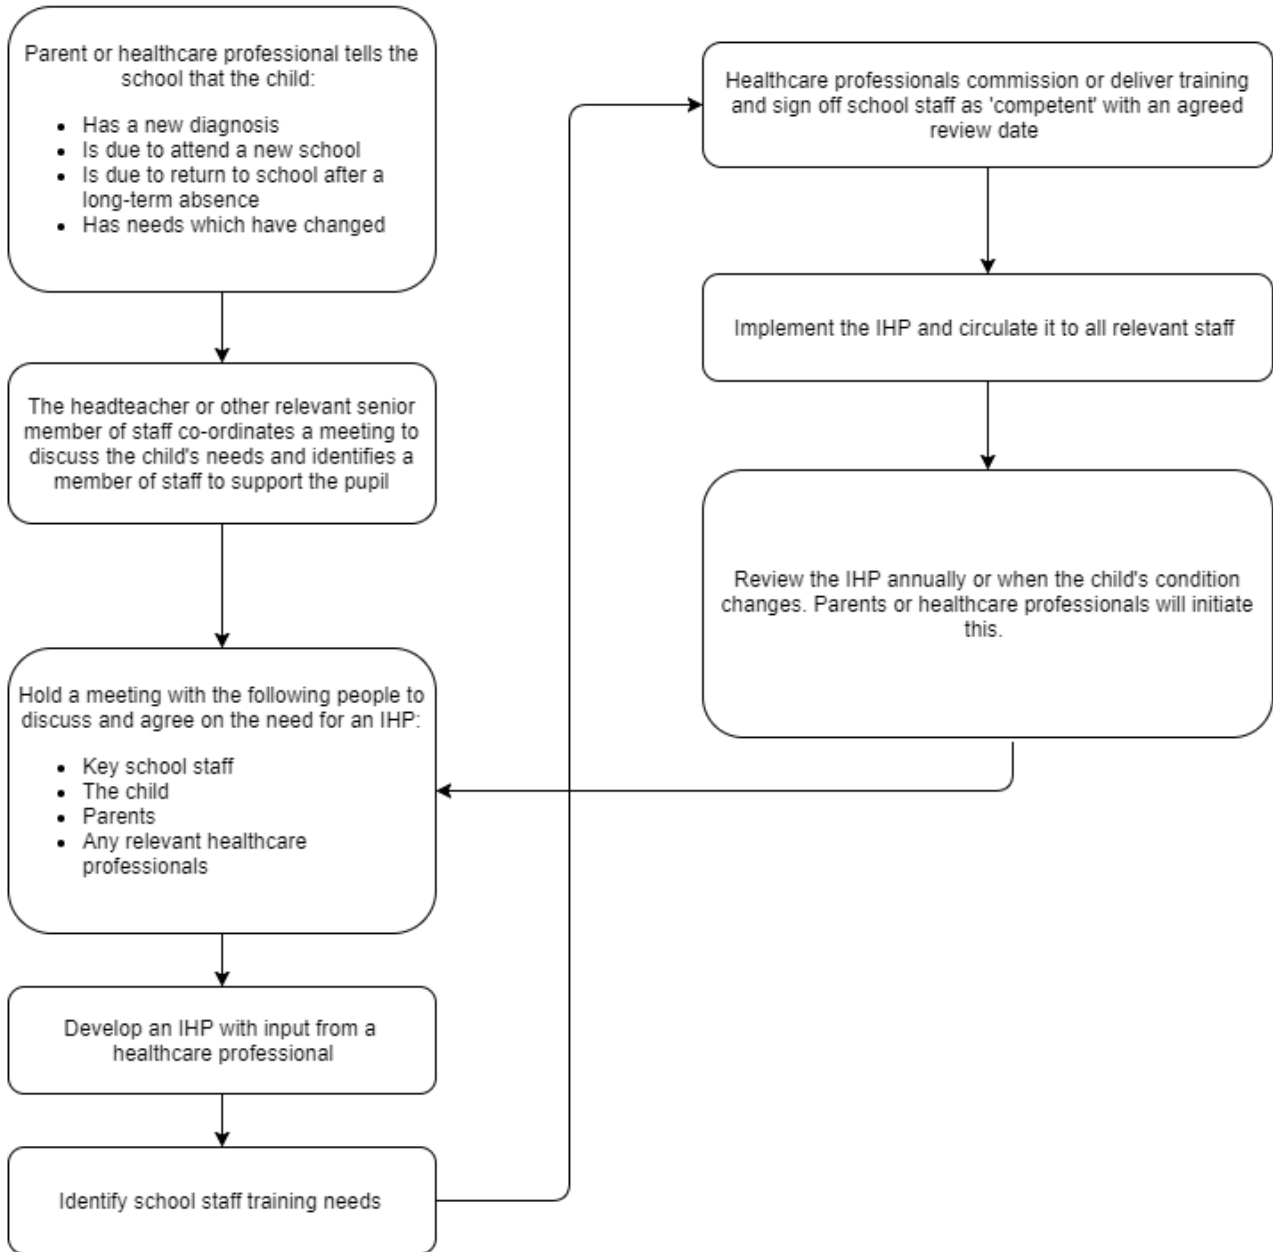 Parent or healthcare professional tells the
school that the child:
• Has a new diagnosis
• Is due to attend a new school
• Is due to return to school after a
long-term absence
• Has needs which have changed
The headteacher or other relevant senior
member of staff co-ordinates a meeting to
discuss the child's needs and identifies a
member of staff to support the pupil
Hold a meeting with the following people to
discuss and agree on the need for an IHP:
• Key school staff
• The child
• Parents
• Any relevant healthcare
professionals
Develop an IHP with input from a
healthcare professional
Identify school staff training needs
Healthcare professionals commission or deliver training
and sign off school staff as 'competent' with an agreed
review date
Implement the IHP and circulate it to all relevant staff
Review the IHP annually or when the child's condition
changes. Parents or healthcare professionals will initiate
this.